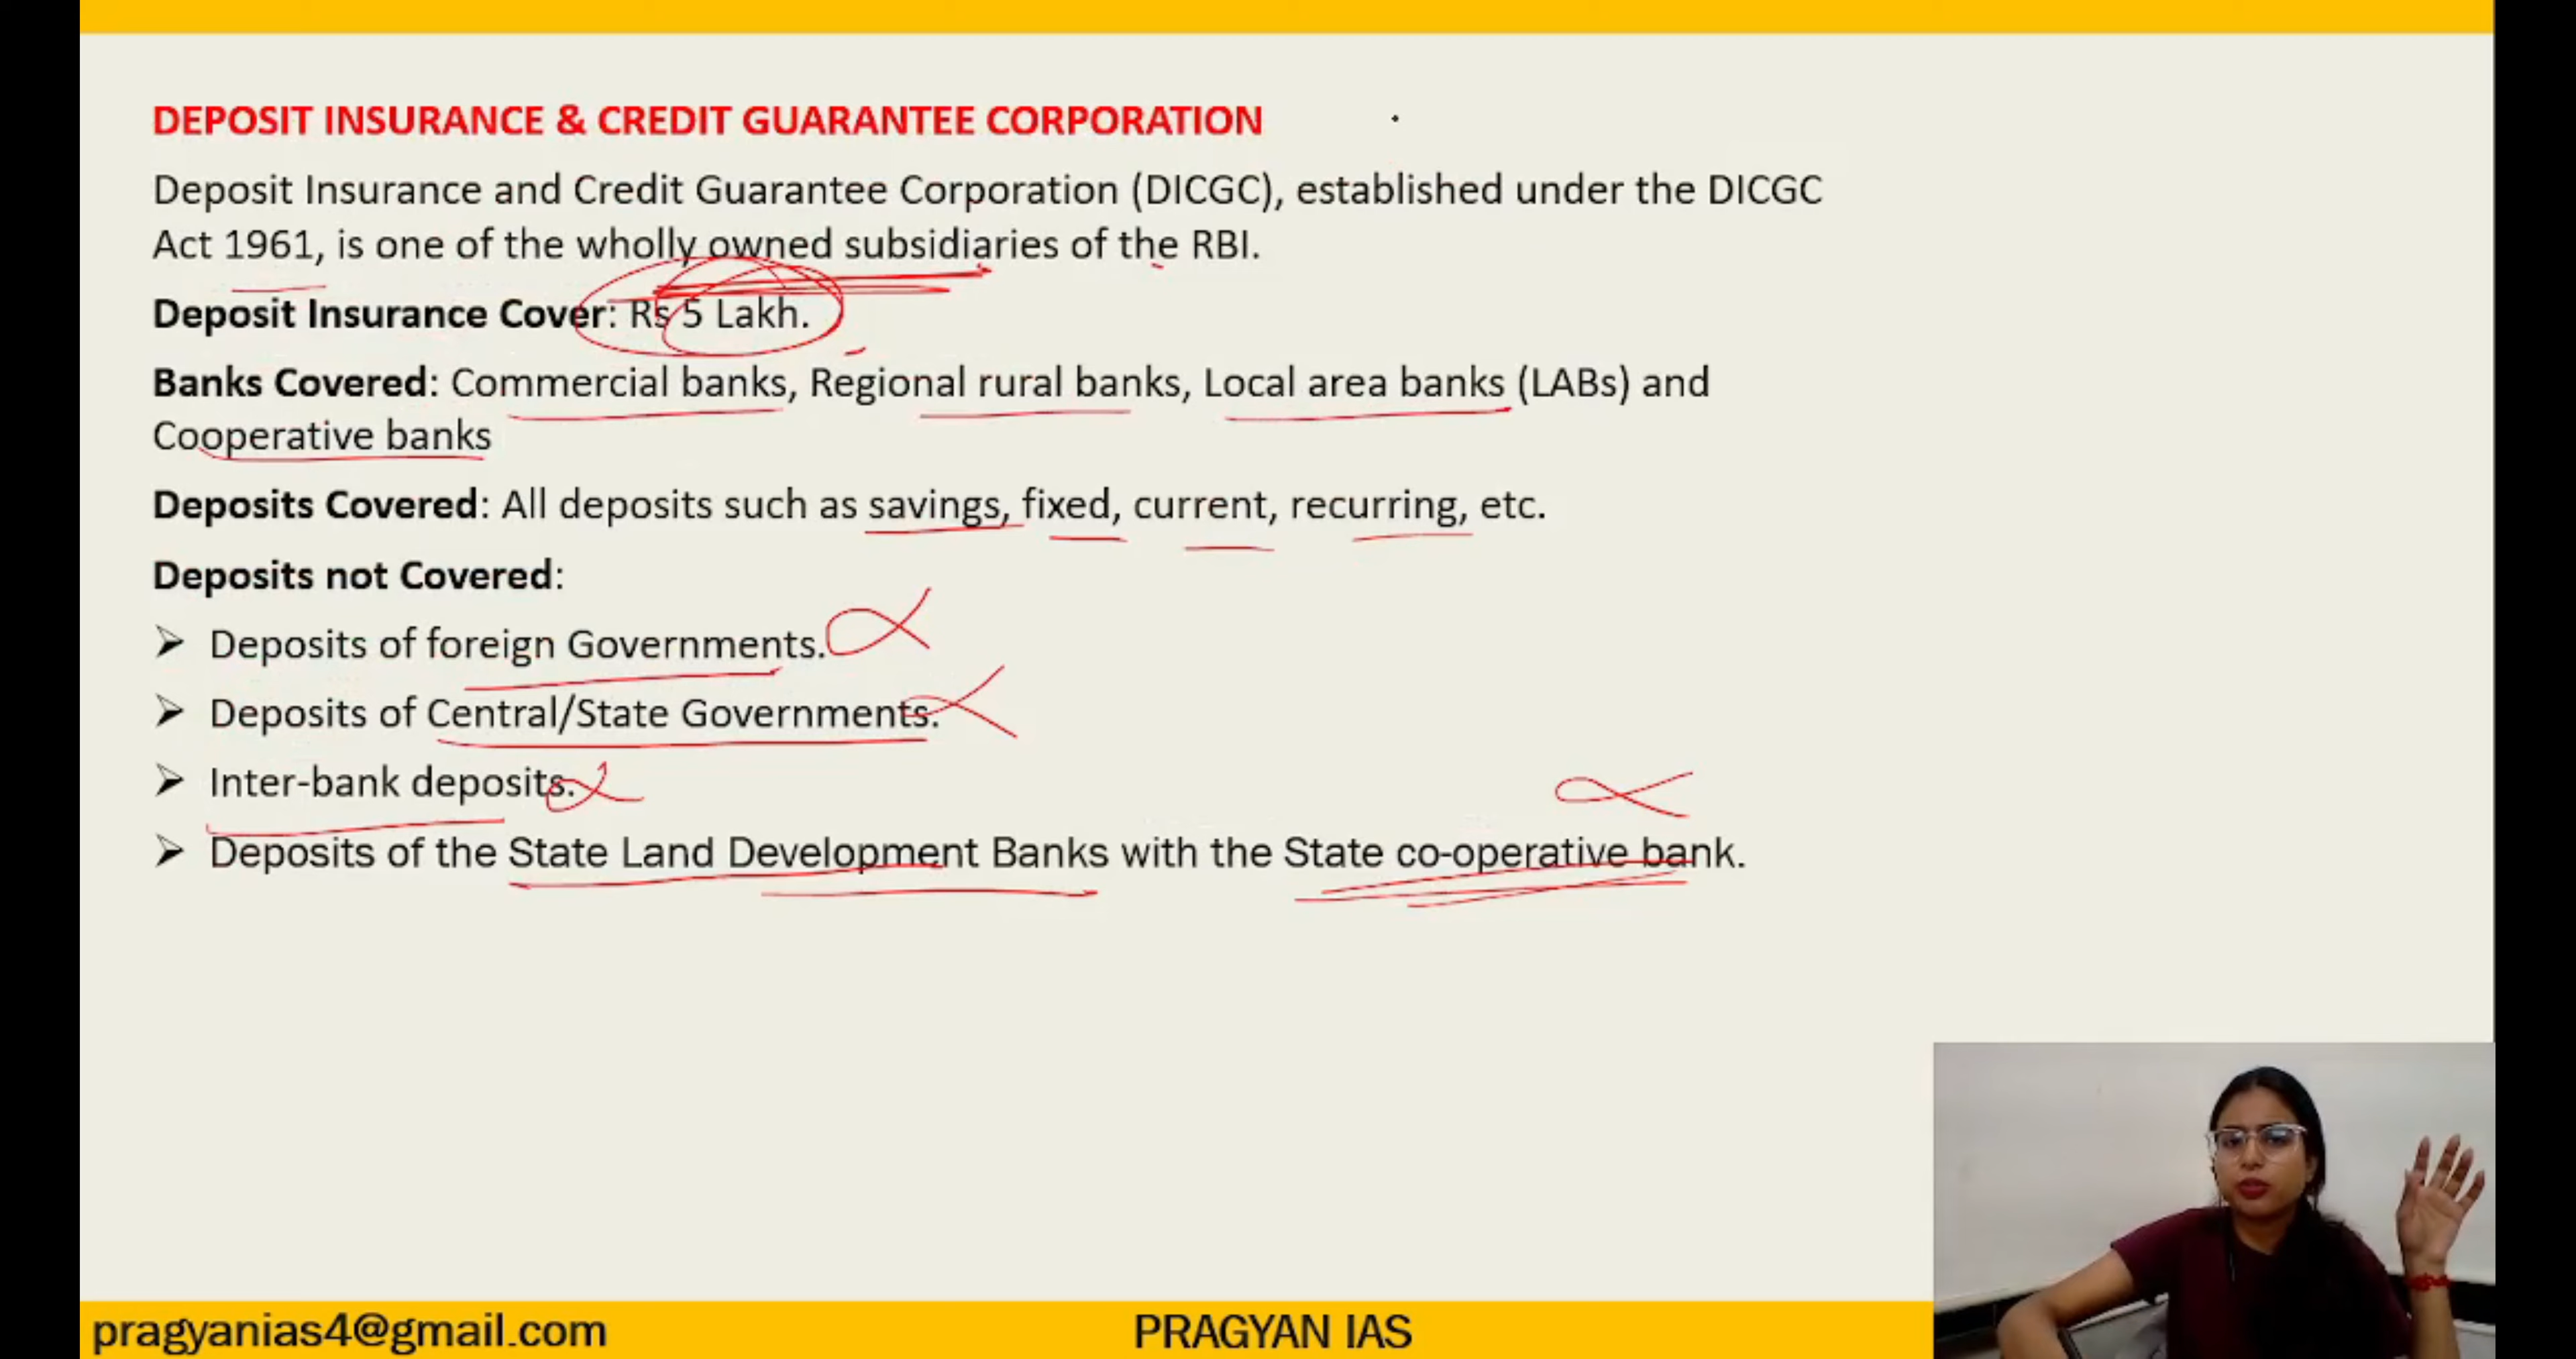 DEPOSIT INSURANCE & CREDIT GUARANTEE CORPORATION
Deposit Insurance and Credit Guarantee Corporation (DICGC), established under the DICGC
Act 1961, is one of the wholly owned subsidiaries of the RBI.
Deposit Insurance Cover: Rs 5 Lakh.
Banks Covered: Commercial banks, Regional rural banks, Local area banks (LABs) and
Cooperative banks
Deposits Covered: All deposits such as savings, fixed, current, recurring, etc.
Deposits not Covered:
➢ Deposits of foreign Governments.
➢ Deposits of Central/State Governments.
➢ Inter-bank deposits.
➢ Deposits of the State Land Development Banks with the State co-operative bank.
pragyanias4@gmail.com
PRAGYAN IAS